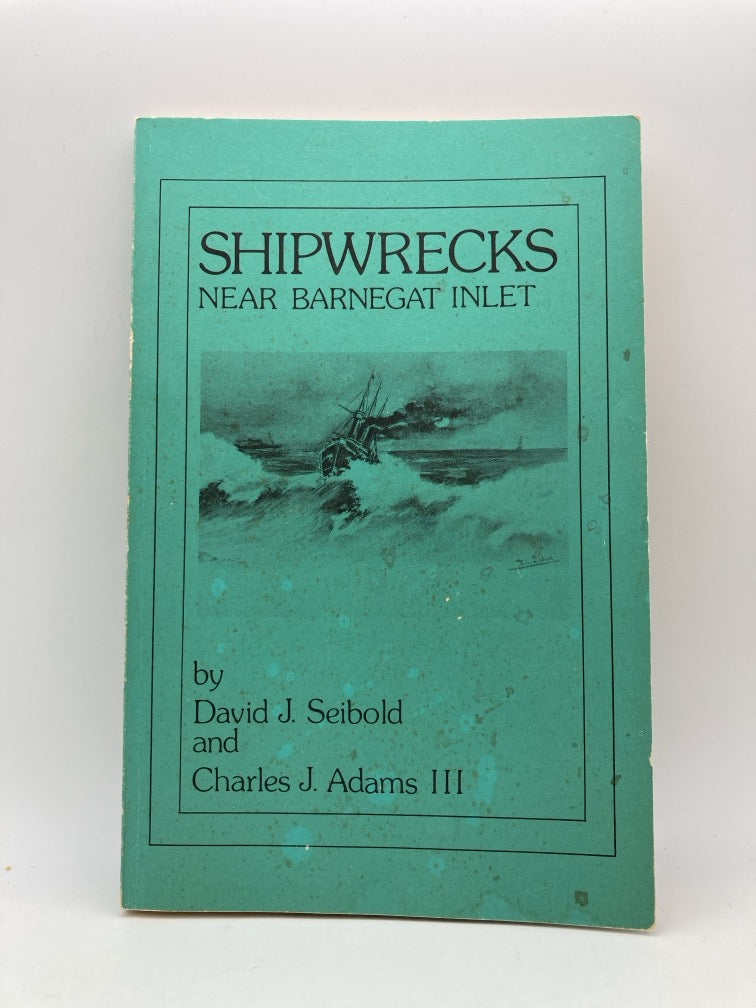 SHIPWRECKS
NEAR BARNEGAT INLET
by
David J. Seibold
and
Charles J. Adams III